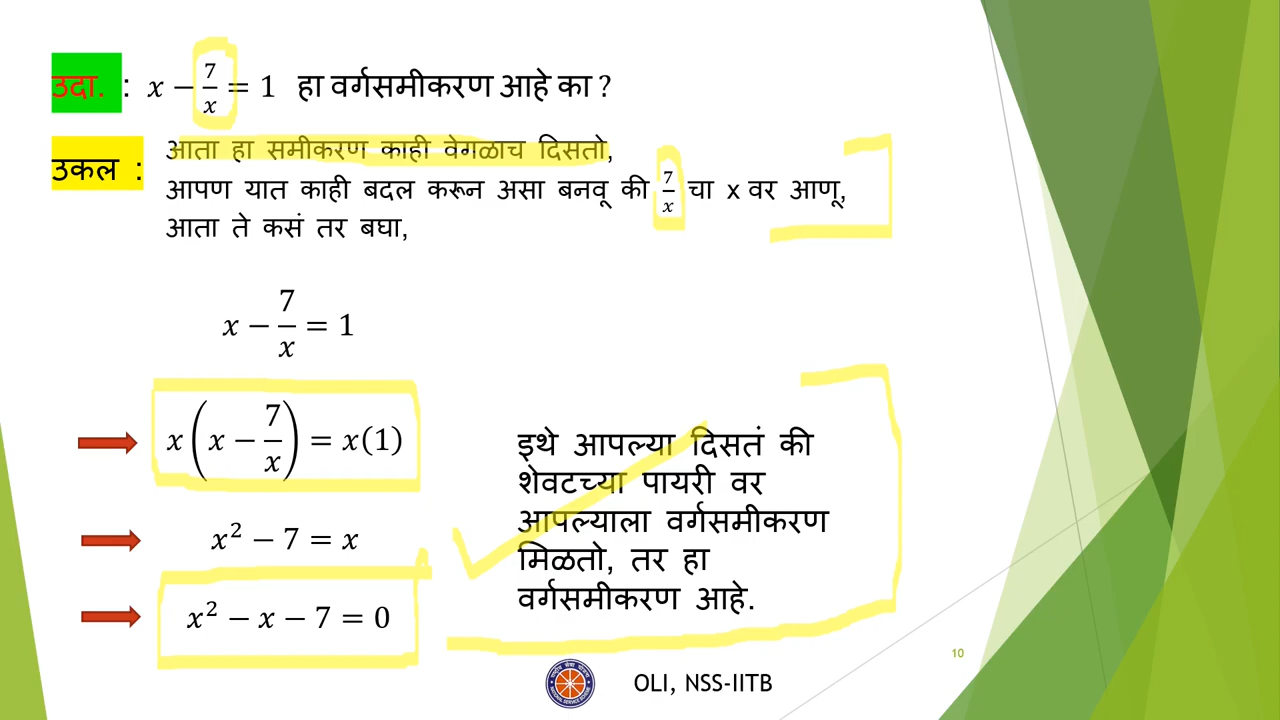 उदा. : x − 7/x = 1 हा वर्गसमीकरण आहे का ?
उकल : आता हा समीकरण काही वेगळाच दिसतो,
आपण यात काही बदल करून असा बनवू की 7/x चा x वर आणू,
आता ते कसं तर बघा,
x − 7/x = 1
x(x − 7/x) = x(1)
x² − 7 = x
x² − x − 7 = 0
इथे आपल्या दिसतं की
शेवटच्या पायरी वर
आपल्याला वर्गसमीकरण
मिळतो, तर हा
वर्गसमीकरण आहे.
10
OLI, NSS-IITB